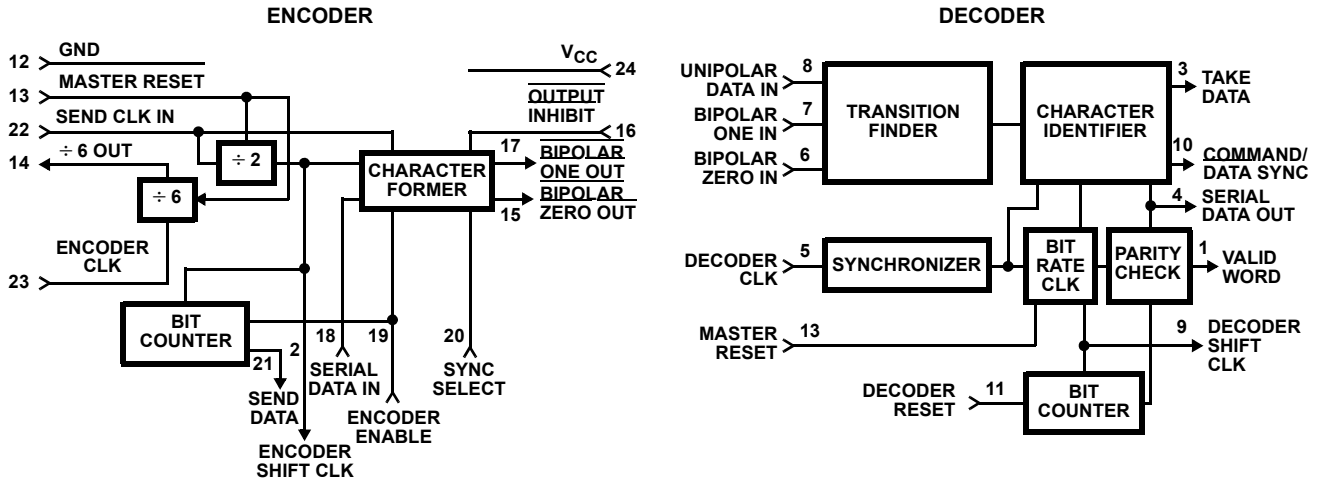 ENCODER
12
GND
13
MASTER RESET
22
SEND CLK IN
14
÷ 6 OUT
÷ 2
÷ 6
ENCODER
CLK
23
VCC
24
OUTPUT
INHIBIT
16
CHARACTER
FORMER
17
BIPOLAR
ONE OUT
BIPOLAR
ZERO OUT
15
BIT
COUNTER
21
SEND
DATA
2
ENCODER
SHIFT CLK
18
SERIAL
DATA IN
19
ENCODER
ENABLE
20
SYNC
SELECT
DECODER
UNIPOLAR
DATA IN
8
BIPOLAR
ONE IN
7
BIPOLAR
ZERO IN
6
TRANSITION
FINDER
CHARACTER
IDENTIFIER
3
TAKE
DATA
10
COMMAND/
DATA SYNC
4
SERIAL
DATA OUT
DECODER
CLK
5
SYNCHRONIZER
BIT
RATE
CLK
PARITY
CHECK
1
VALID
WORD
MASTER
RESET
13
9
DECODER
SHIFT
CLK
DECODER
RESET
11
BIT
COUNTER